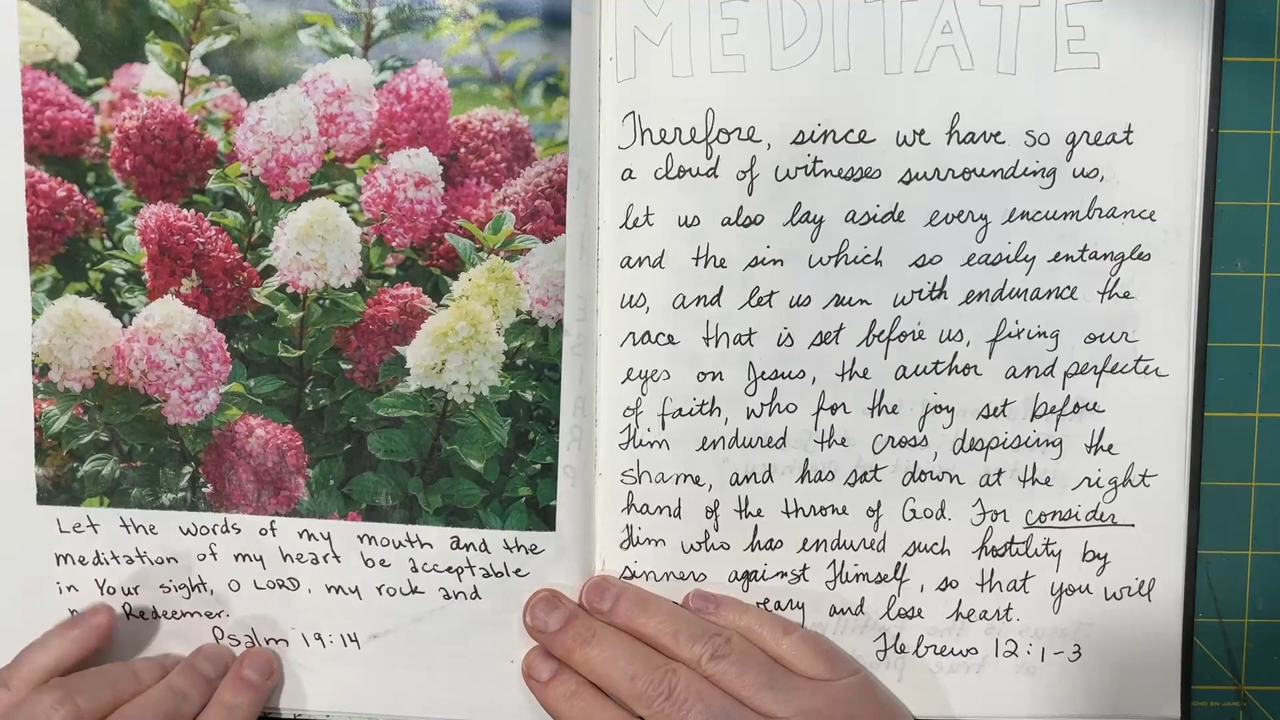 Let the words of my mouth and the
meditation of my heart be acceptable
in Your sight, O LORD, my rock and
Redeemer.
Psalm 19:14
MEDITATE
Therefore, since we have so great
a cloud of witnesses surrounding us,
let us also lay aside every encumbrance
and the sin which so easily entangles
us, and let us run with endurance the
race that is set before us, fixing our
eyes on Jesus, the author and perfecter
of faith, who for the joy set before
Him endured the cross, despising the
shame, and has sat down at the right
hand of the throne of God. For consider
Him who has endured such hostility by
sinners against Himself, so that you will
and lose heart.
Hebrews 12:1-3